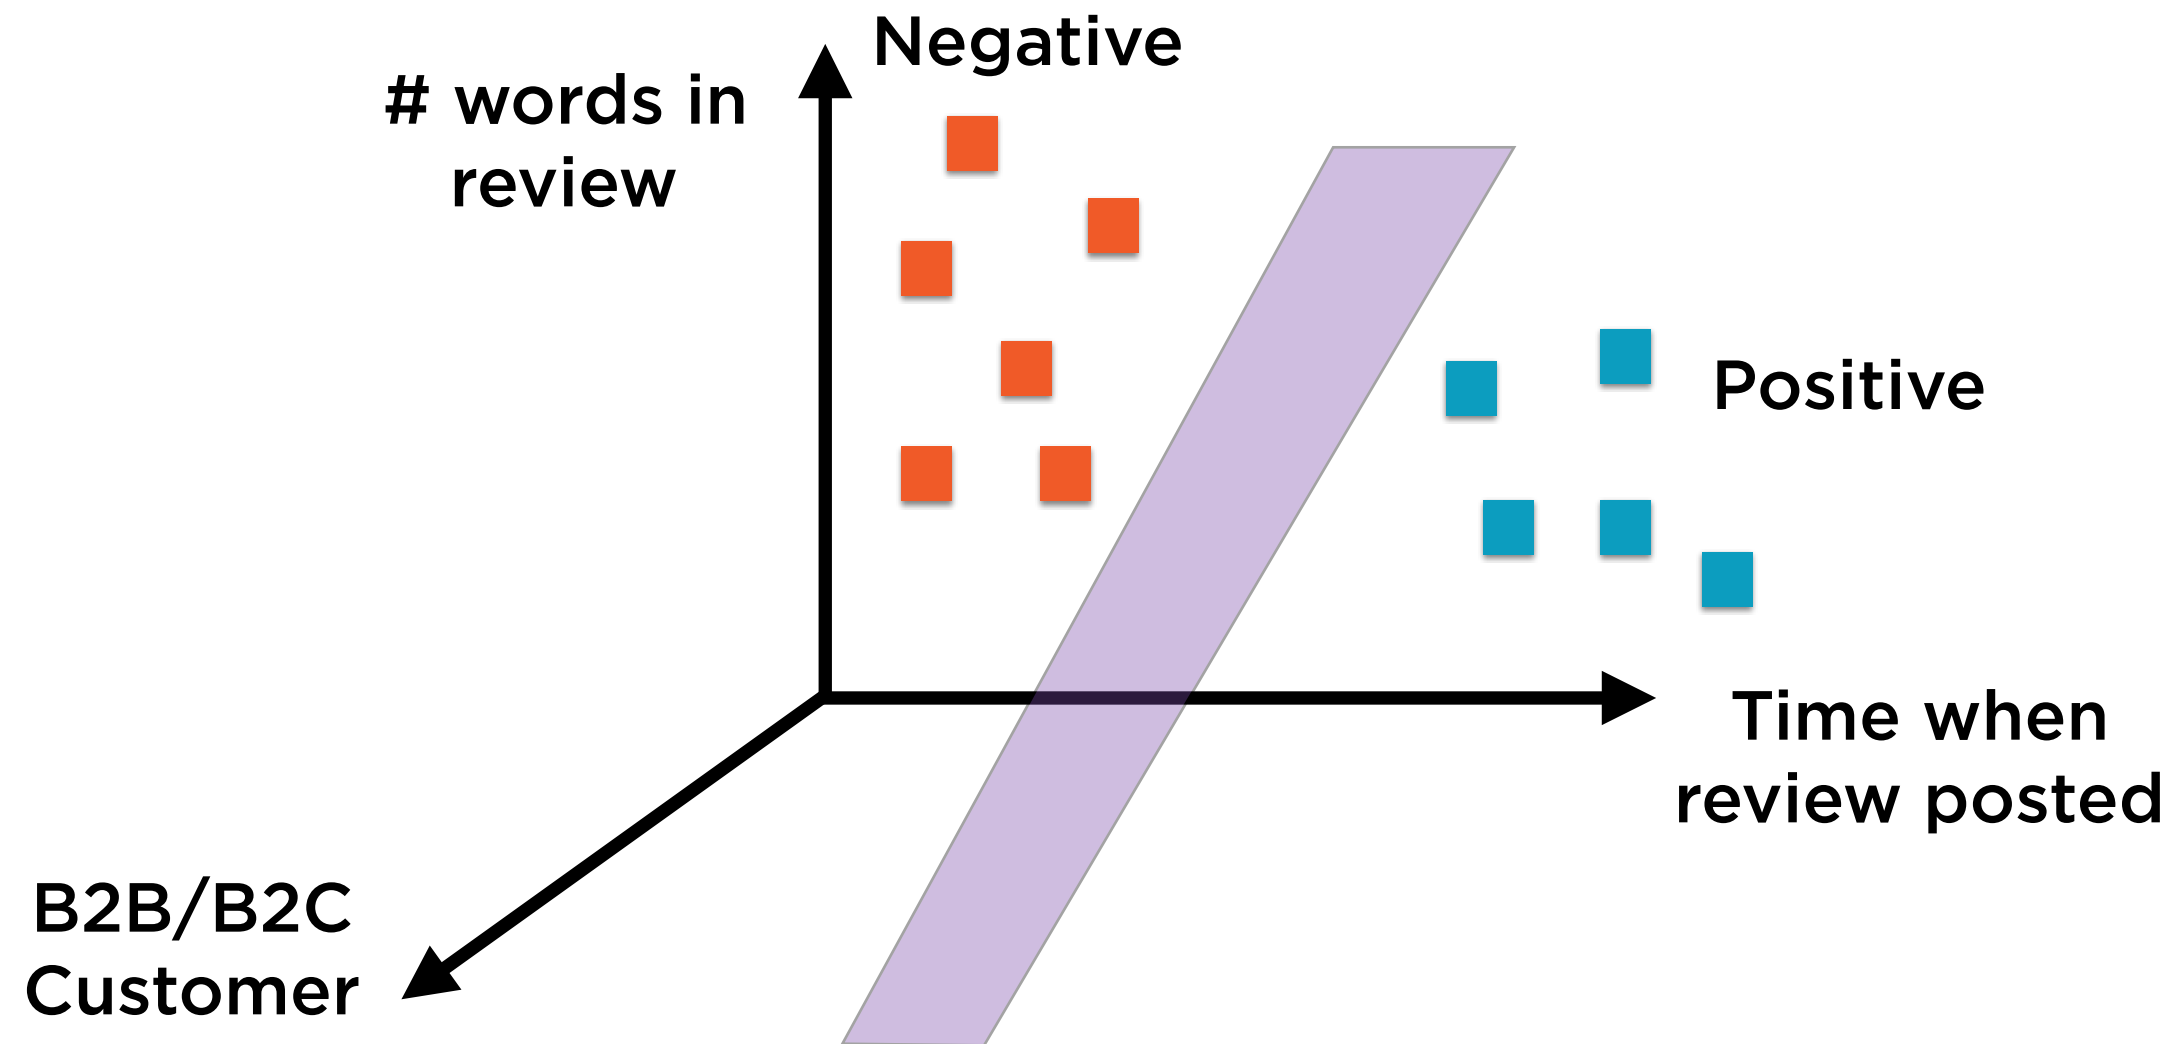 Negative
# words in
review
Positive
Time when
review posted
B2B/B2C
Customer